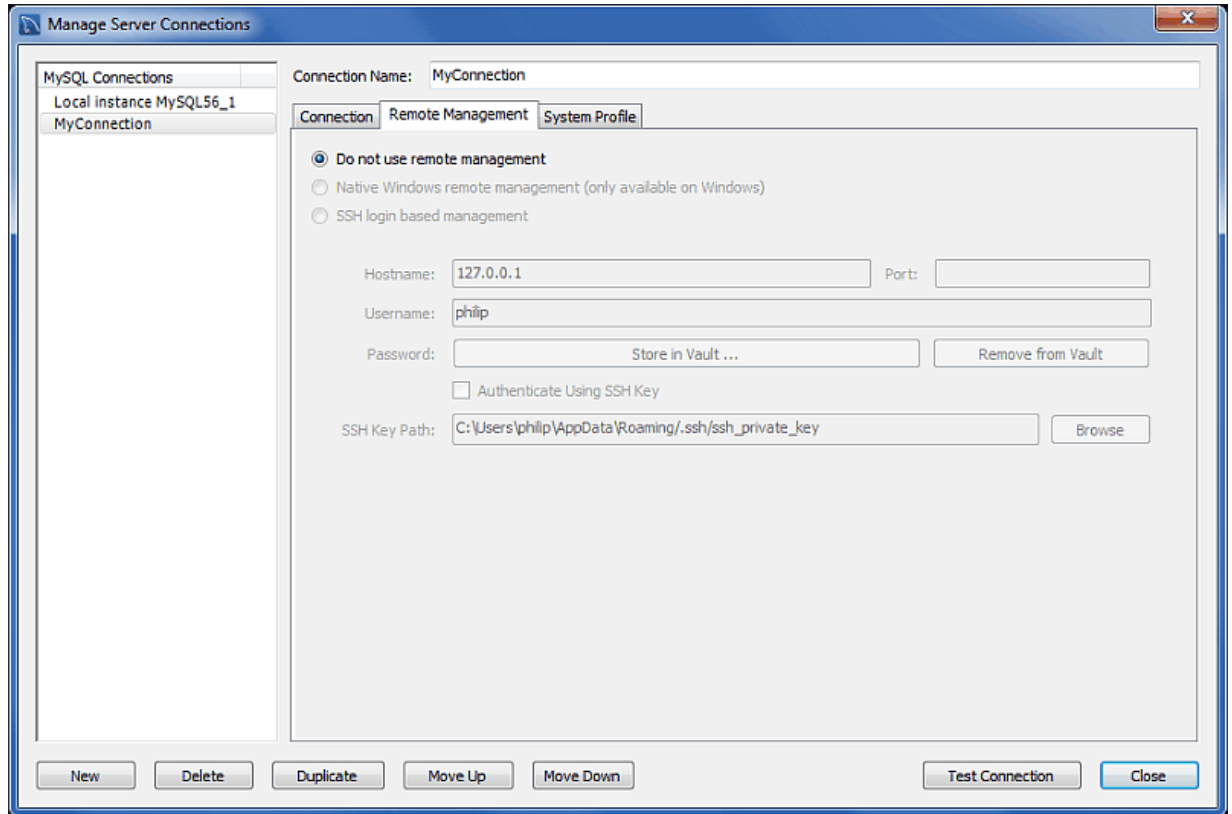 Manage Server Connections
MySQL Connections
Local instance MySQL56_1
MyConnection
Connection Name: MyConnection
Connection Remote Management System Profile
Do not use remote management
Native Windows remote management (only available on Windows)
SSH login based management
Hostname: 127.0.0.1 Port:
Username: philip
Password: Store in Vault ... Remove from Vault
Authenticate Using SSH Key
SSH Key Path: C:\Users\philip\AppData\Roaming/.ssh/ssh_private_key Browse
New Delete Duplicate Move Up Move Down Test Connection Close